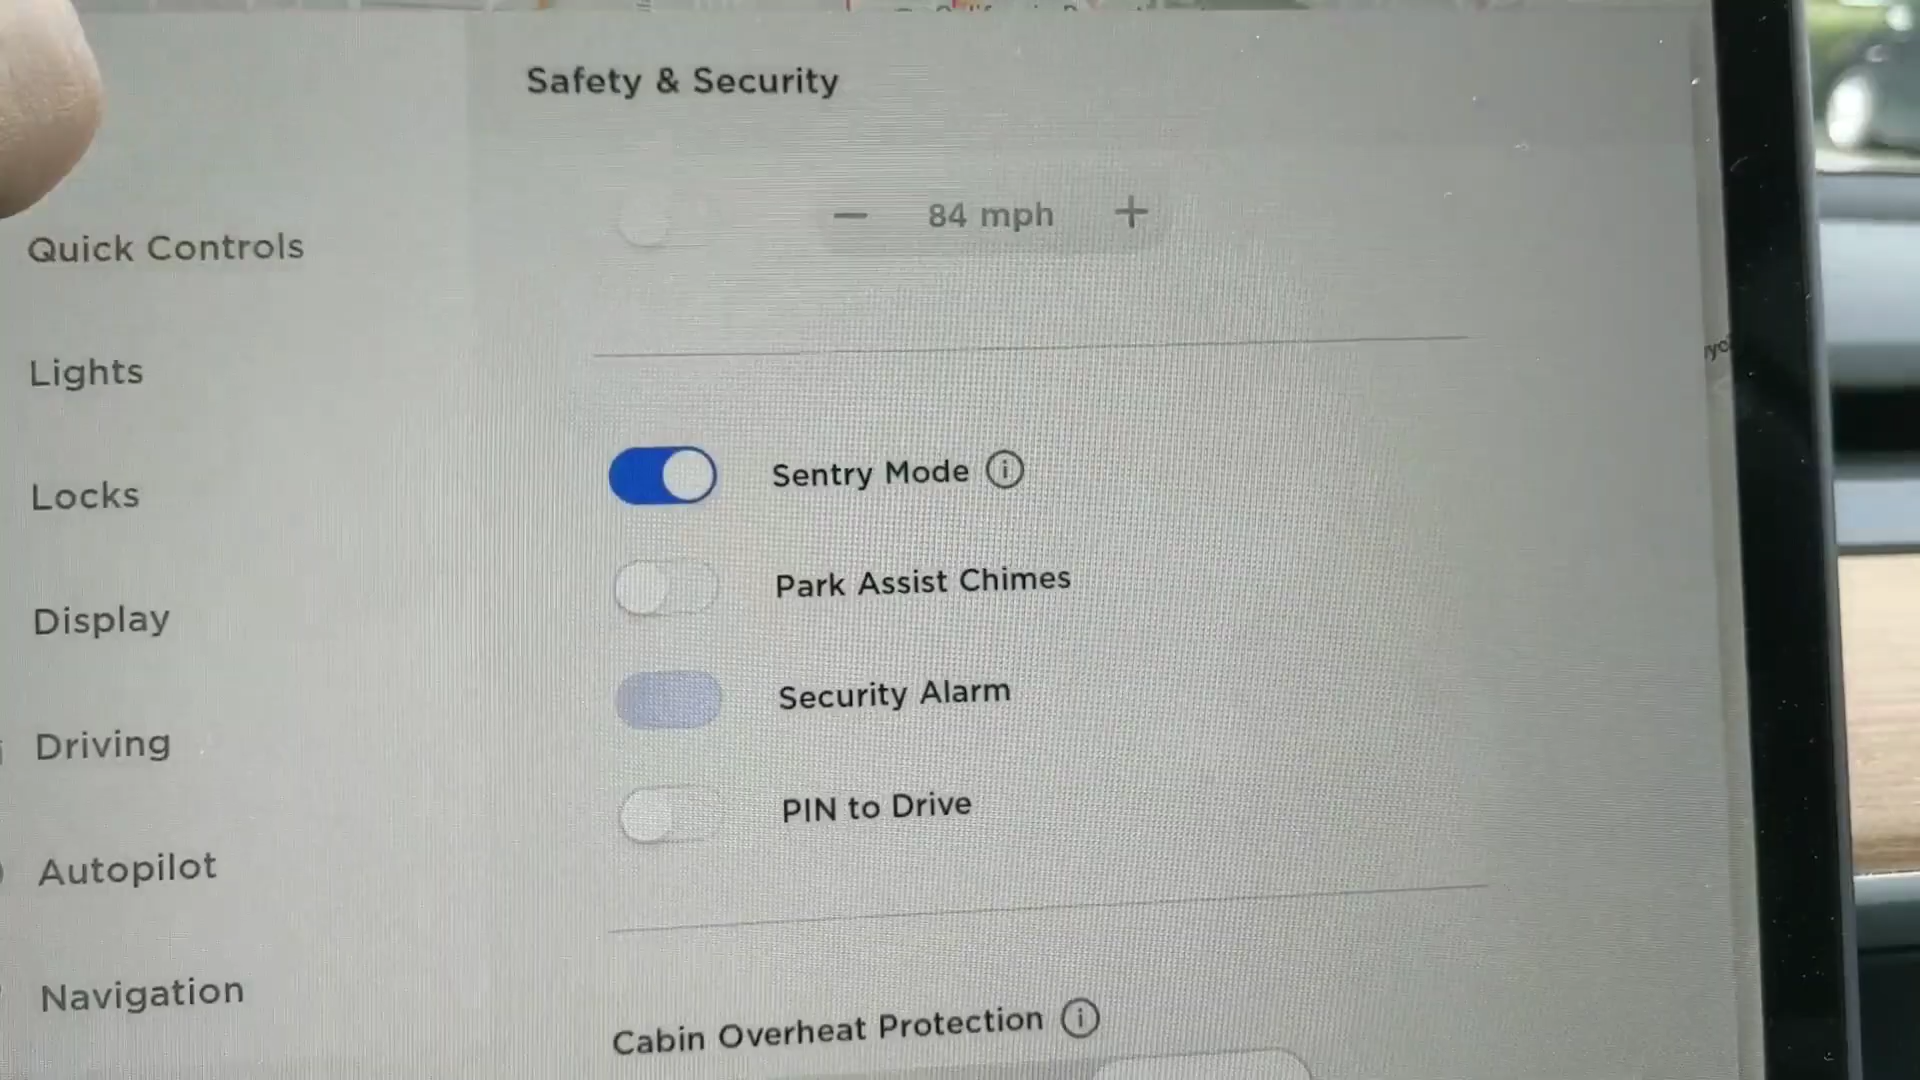 Safety & Security
84 mph
Quick Controls
Lights
Locks
Display
Driving
Autopilot
Navigation
Sentry Mode
Park Assist Chimes
Security Alarm
PIN to Drive
Cabin Overheat Protection